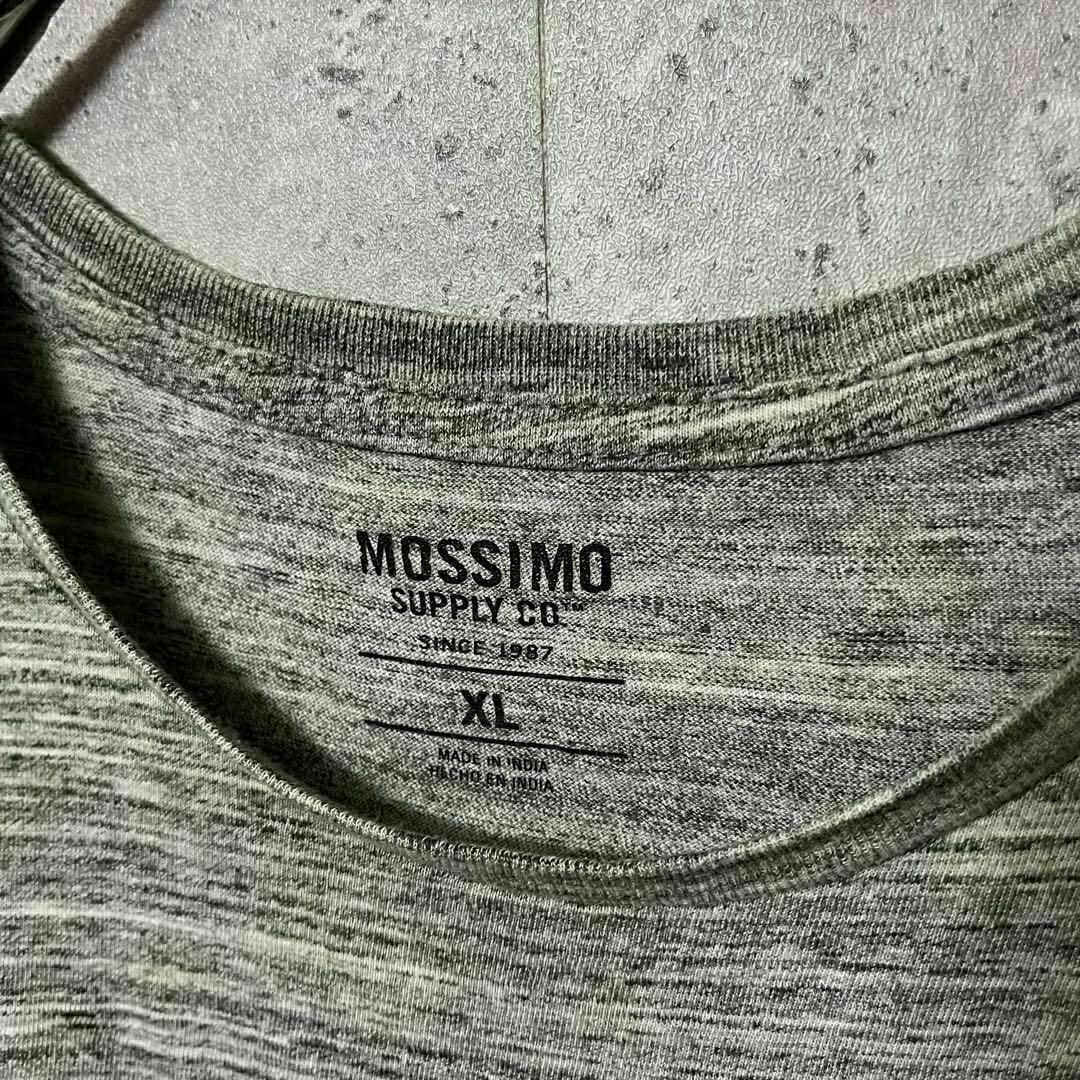 MOSSIMO
SUPPLY CO™
SINCE 1987
XL
MADE IN INDIA
HECHO EN INDIA